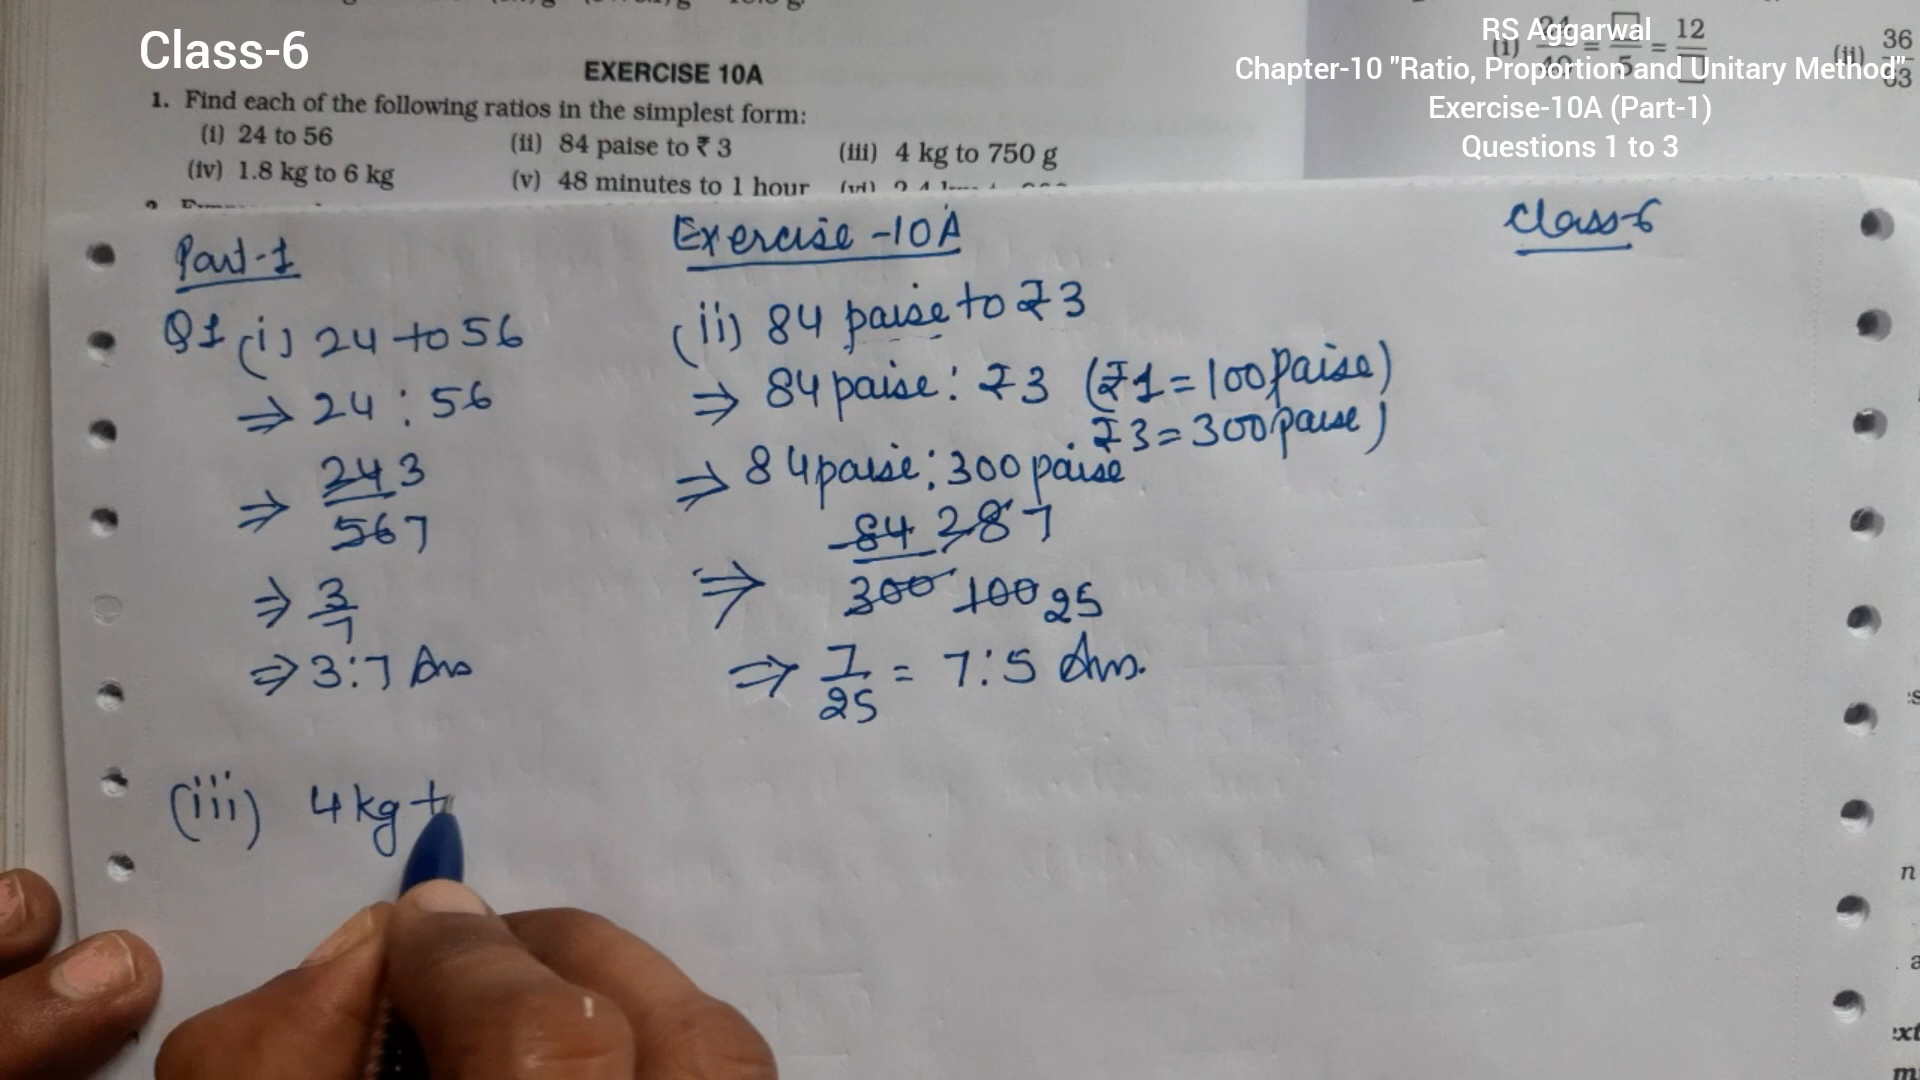 Class-6
RS Aggarwal
Chapter-10 "Ratio, Proportion and Unitary Method"
Exercise-10A (Part-1)
Questions 1 to 3
EXERCISE 10A
1. Find each of the following ratios in the simplest form:
(i) 24 to 56 (ii) 84 paise to ₹ 3 (iii) 4 kg to 750 g
(iv) 1.8 kg to 6 kg (v) 48 minutes to 1 hour
(i) = 5 = 12
(ii) 36
63
Part-1 Exercise-10A Class-6
Q1 (i) 24 to 56
⇒ 24 : 56
⇒ 24 3
56 7
⇒ 3
7
⇒ 3:7 Ans
(ii) 84 paise to ₹3
⇒ 84 paise : ₹3 (₹1 = 100 Paise)
₹3 = 300 paise)
⇒ 84 paise : 300 paise
84 28 7
⇒ 300 100 25
⇒ 7
25 = 7:5 Ans.
(iii) 4 kg t